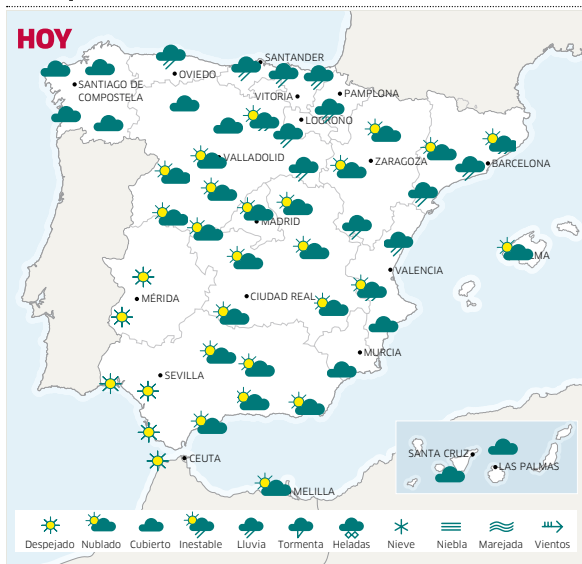 HOY
SANTANDER
OVIEDO
SANTIAGO DE
COMPOSTELA
VITORIA
PAMPLONA
LOGROÑO
VALLADOLID
ZARAGOZA
BARCELONA
MADRID
VALENCIA
MÉRIDA
CIUDAD REAL
MURCIA
SEVILLA
CEUTA
MELILLA
SANTA CRUZ
LAS PALMAS
Despejado Nublado Cubierto Inestable Lluvia Tormenta Heladas Nieve Niebla Marejada Vientos